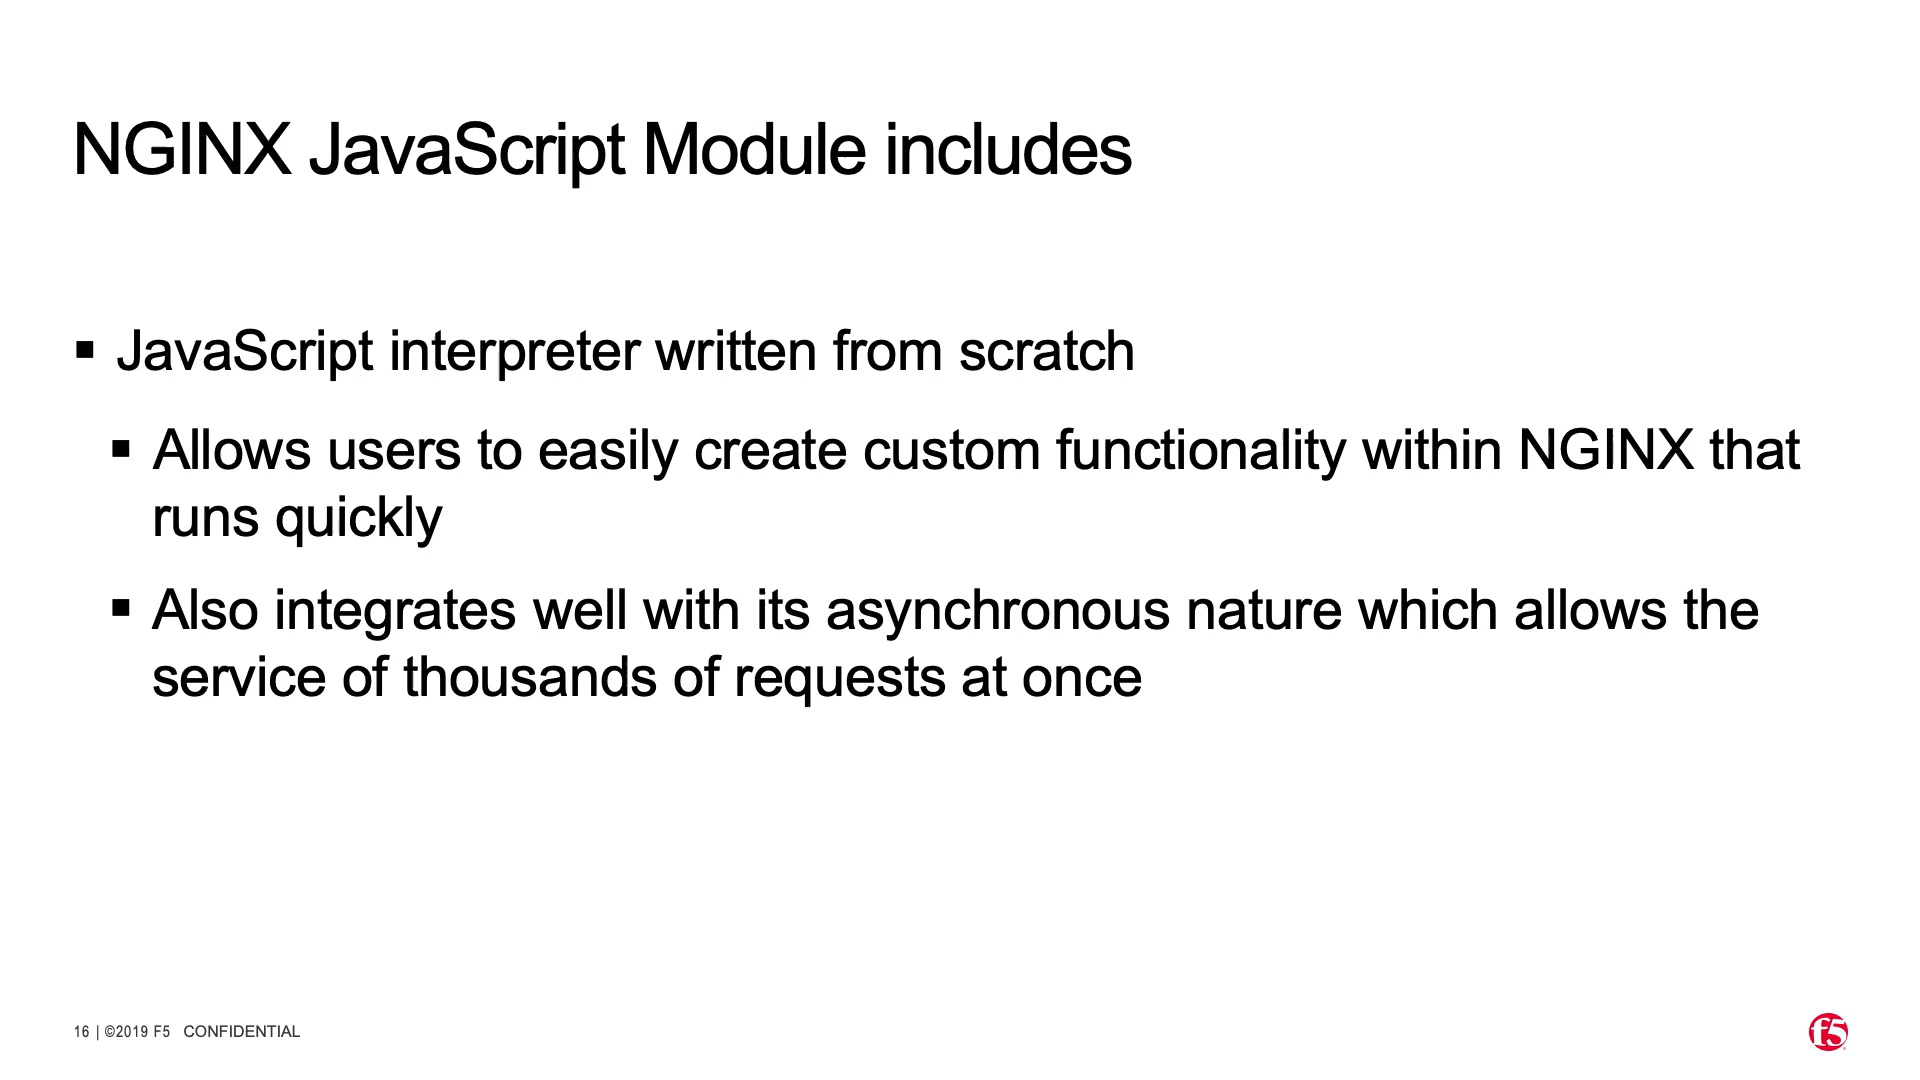 NGINX JavaScript Module includes
▪ JavaScript interpreter written from scratch
▪ Allows users to easily create custom functionality within NGINX that
runs quickly
▪ Also integrates well with its asynchronous nature which allows the
service of thousands of requests at once
16 | ©2019 F5 CONFIDENTIAL
f5